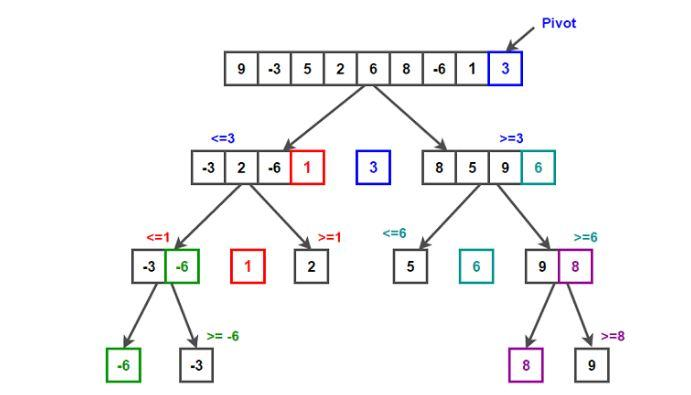 Pivot
9 -3 5 2 6 8 -6 1 3
<=3 >=3
-3 2 -6 1 3 8 5 9 6
<=1 >=1 <=6 >=6
-3 -6 1 2 5 6 9 8
>= -6 >=8
-6 -3 8 9